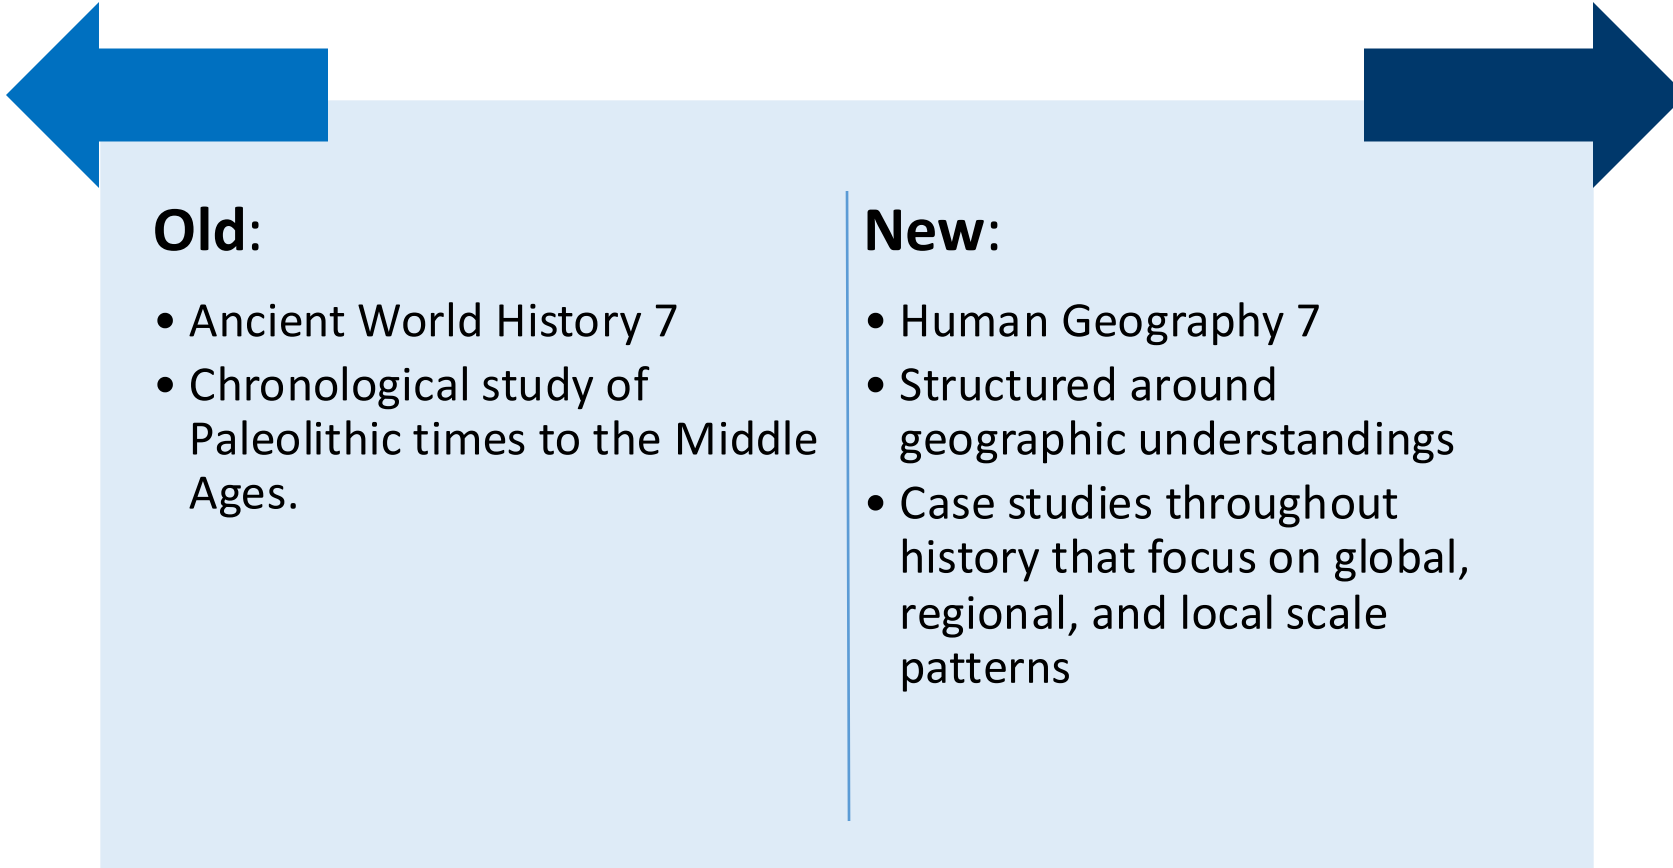 Old:
• Ancient World History 7
• Chronological study of
Paleolithic times to the Middle
Ages.
New:
• Human Geography 7
• Structured around
geographic understandings
• Case studies throughout
history that focus on global,
regional, and local scale
patterns